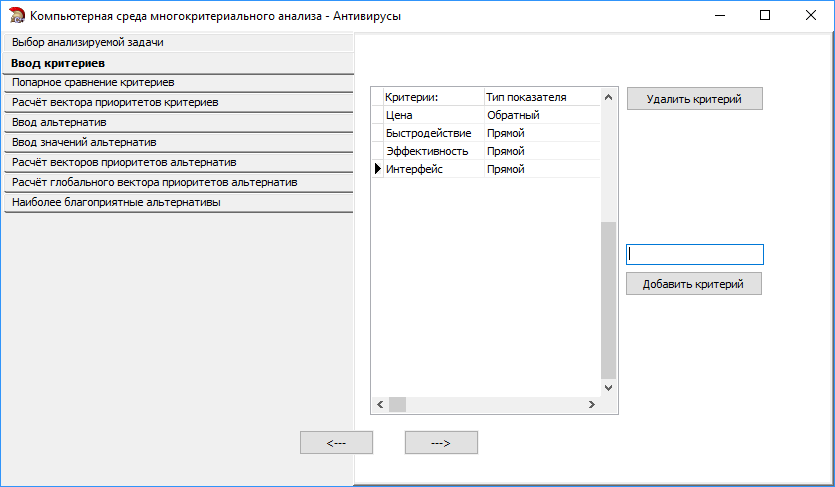 Компьютерная среда многокритериального анализа - Антивирусы
Выбор анализируемой задачи
Ввод критериев
Попарное сравнение критериев
Расчёт вектора приоритетов критериев
Ввод альтернатив
Ввод значений альтернатив
Расчёт векторов приоритетов альтернатив
Расчёт глобального вектора приоритетов альтернатив
Наиболее благоприятные альтернативы
Критерии: Тип показателя
Цена Обратный
Быстродействие Прямой
Эффективность Прямой
Интерфейс Прямой
Удалить критерий
Добавить критерий
<--- --->